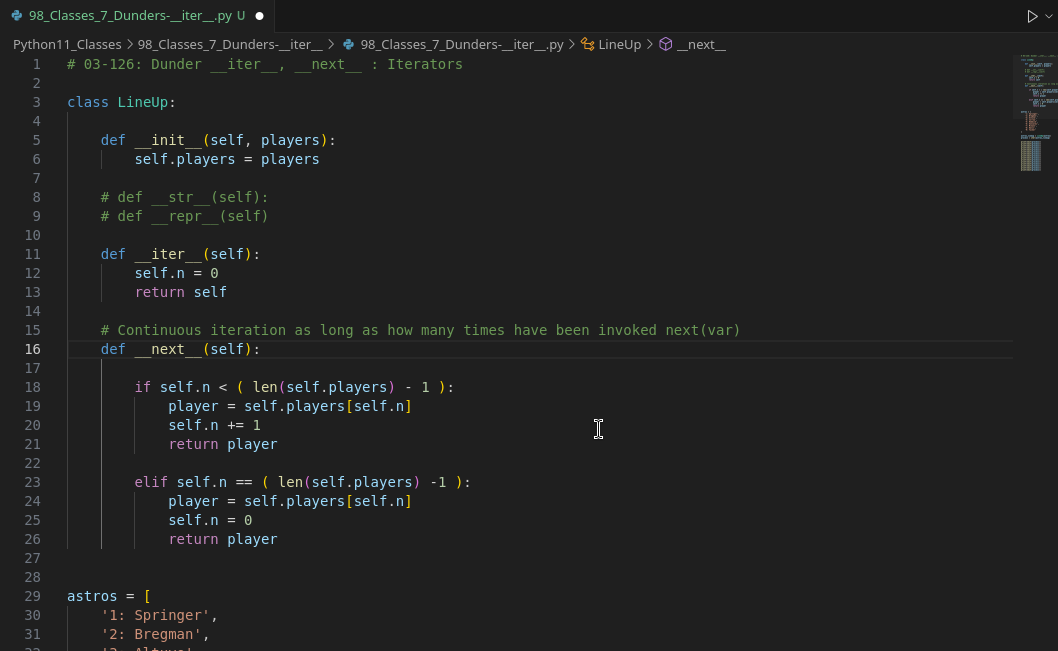 98_Classes_7_Dunders-__iter__.py U
Python11_Classes > 98_Classes_7_Dunders-__iter__ > 98_Classes_7_Dunders-__iter__.py > LineUp > __next__
1 # 03-126: Dunder __iter__, __next__ : Iterators
2
3 class LineUp:
4
5 def __init__(self, players):
6 self.players = players
7
8 # def __str__(self):
9 # def __repr__(self)
10
11 def __iter__(self):
12 self.n = 0
13 return self
14
15 # Continuous iteration as long as how many times have been invoked next(var)
16 def __next__(self):
17
18 if self.n < ( len(self.players) - 1 ):
19 player = self.players[self.n]
20 self.n += 1
21 return player
22
23 elif self.n == ( len(self.players) -1 ):
24 player = self.players[self.n]
25 self.n = 0
26 return player
27
28
29 astros = [
30 '1: Springer',
31 '2: Bregman',